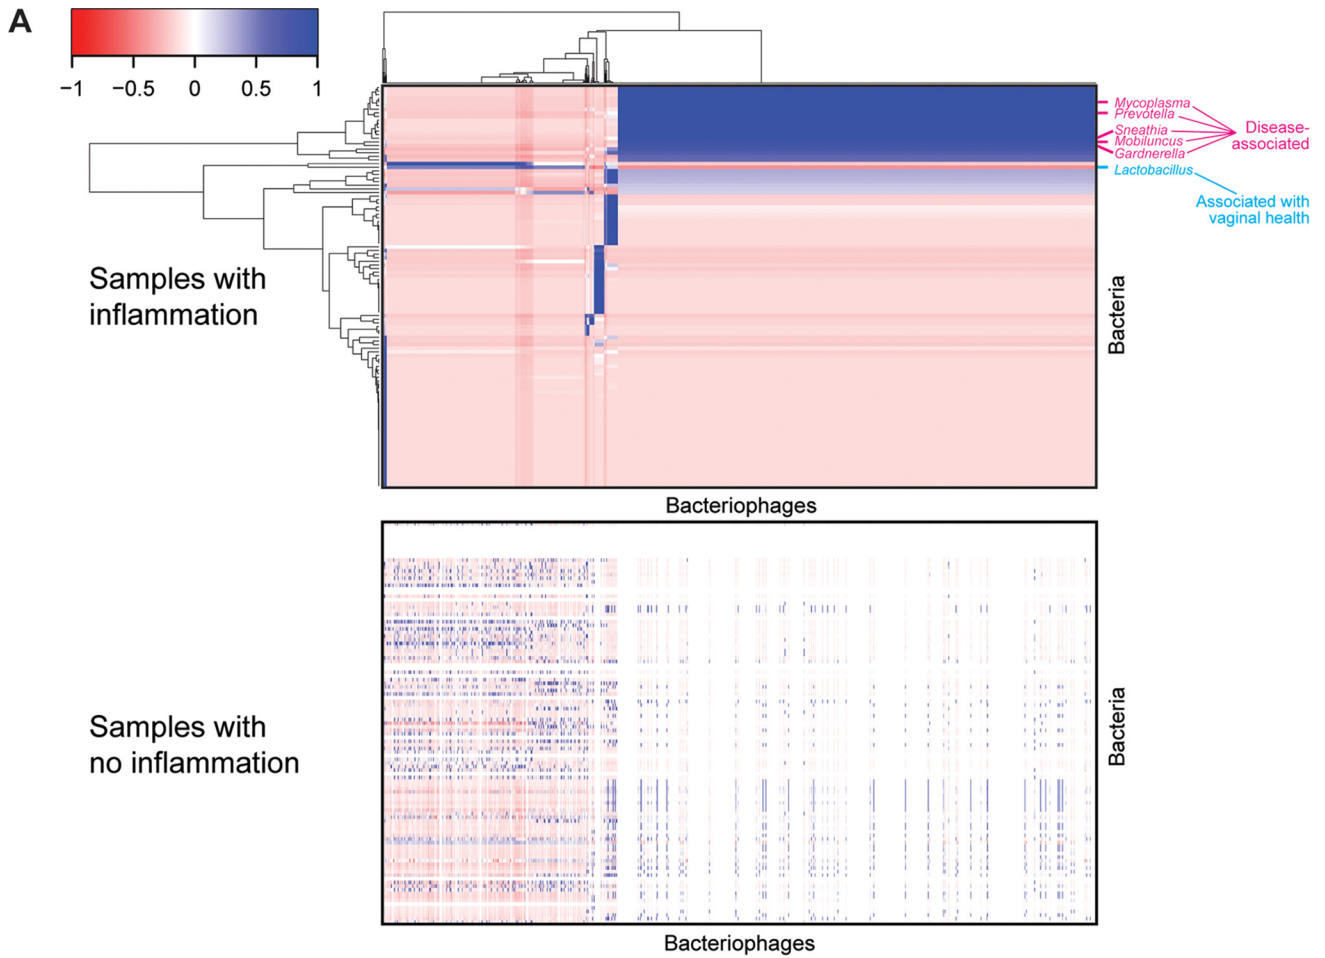 A
−1 −0.5 0 0.5 1
Mycoplasma
Prevotella
Sneathia
Mobiluncus
Gardnerella
Disease-
associated
Lactobacillus
Associated with
vaginal health
Samples with
inflammation
Bacteria
Bacteriophages
Samples with
no inflammation
Bacteria
Bacteriophages